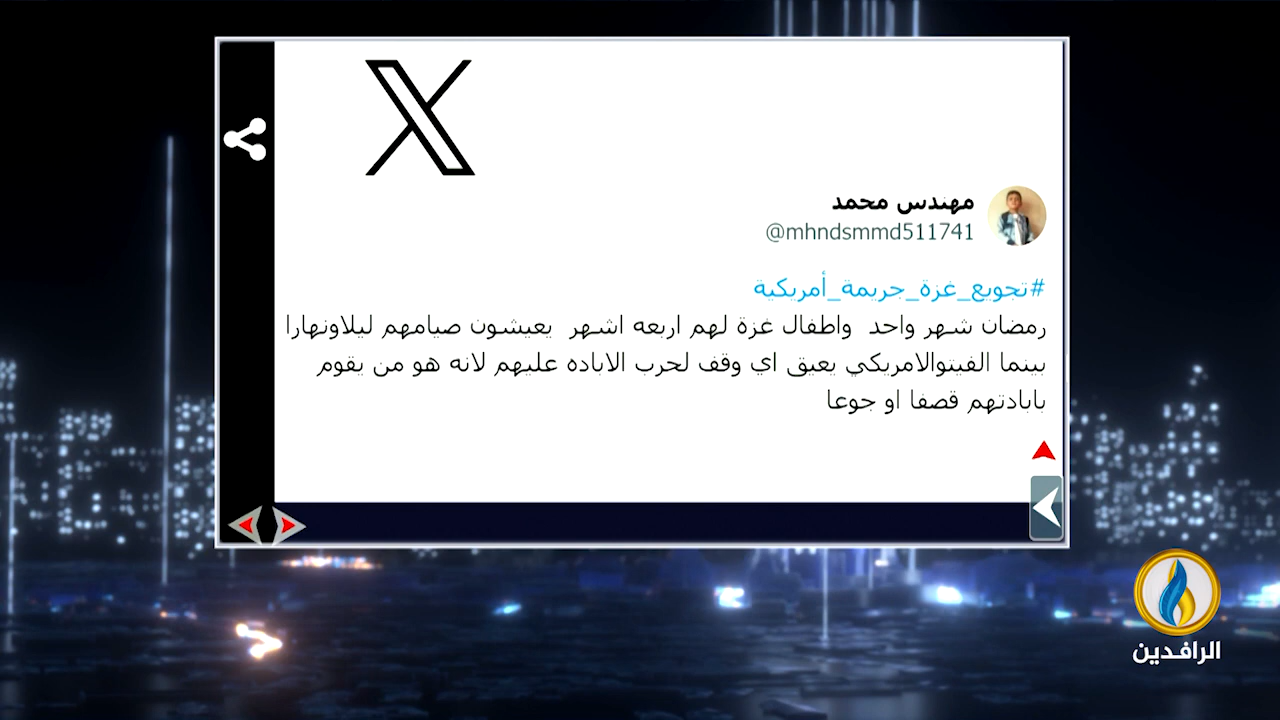 مهندس محمد
@mhndsmmd511741
#تجويع_غزة_جريمة_أمريكية
رمضان شهر واحد واطفال غزة لهم اربعه اشهر يعيشون صيامهم ليلاونهارا
بينما الفيتوالامريكي يعيق اي وقف لحرب الاباده عليهم لانه هو من يقوم
بابادتهم قصفا او جوعا
الرافدين